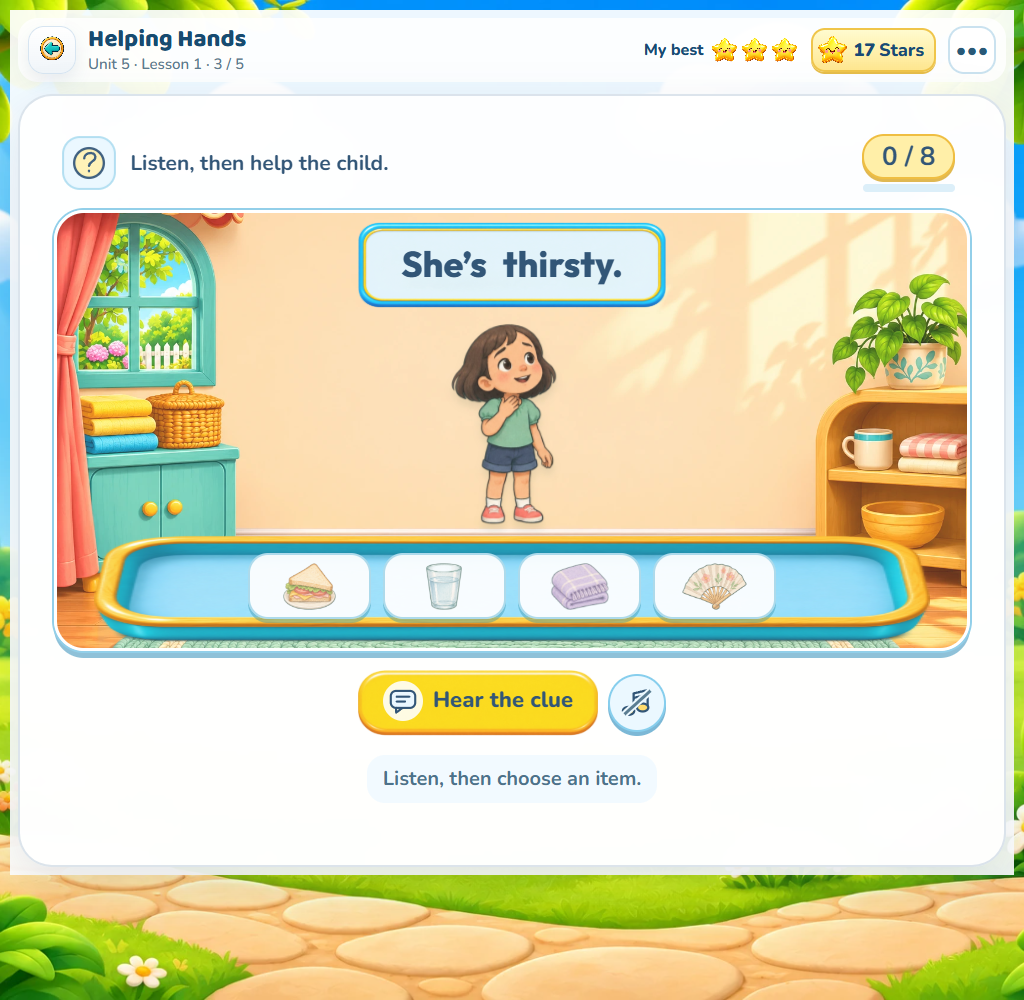 Helping Hands
Unit 5 · Lesson 1 · 3 / 5
My best
17 Stars
Listen, then help the child.
0 / 8
She’s thirsty.
Hear the clue
Listen, then choose an item.